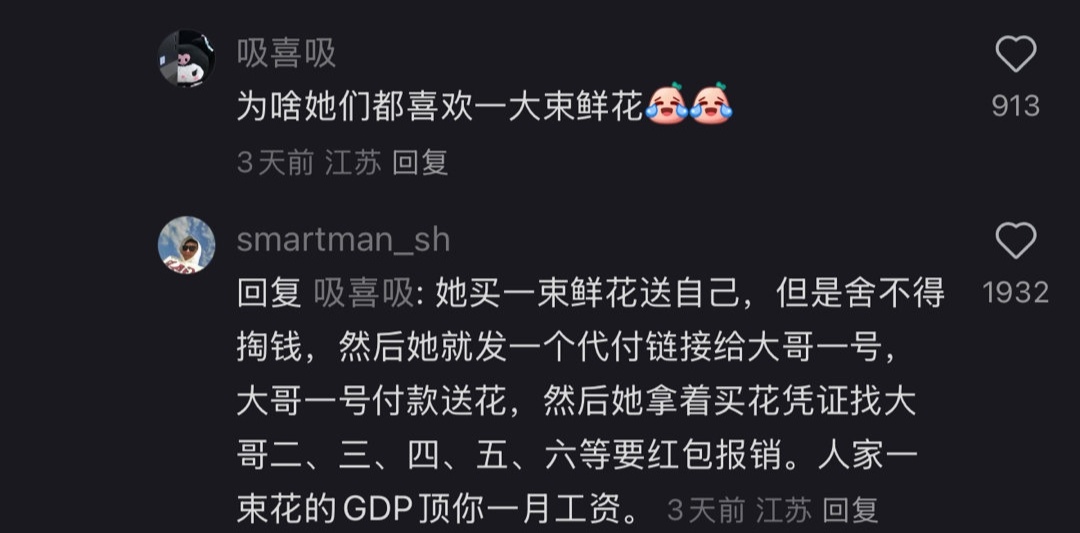 吸喜吸
为啥她们都喜欢一大束鲜花
913
3天前 江苏 回复
smartman_sh
回复 吸喜吸: 她买一束鲜花送自己，但是舍不得
1932
掏钱，然后她就发一个代付链接给大哥一号，
大哥一号付款送花，然后她拿着买花凭证找大
哥二、三、四、五、六等要红包报销。人家一
束花的GDP顶你一月工资。 3天前 江苏 回复